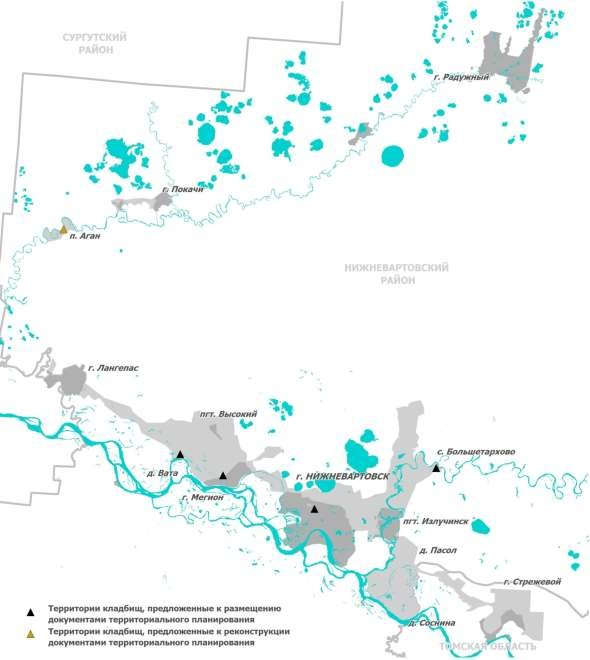 СУРГУТСКИЙ
РАЙОН
г. Радужный
г. Покачи
п. Аган
НИЖНЕВАРТОВСКИЙ
РАЙОН
г. Лангепас
пгт. Высокий
с. Большетархово
д. Вата
г. НИЖНЕВАРТОВСК
г. Мегион
пгт. Излучинск
д. Пасол
г. Стрежевой
д. Соснина
ТОМСКАЯ ОБЛАСТЬ
Территории кладбищ, предложенные к размещению
документами территориального планирования
Территории кладбищ, предложенные к реконструкции
документами территориального планирования